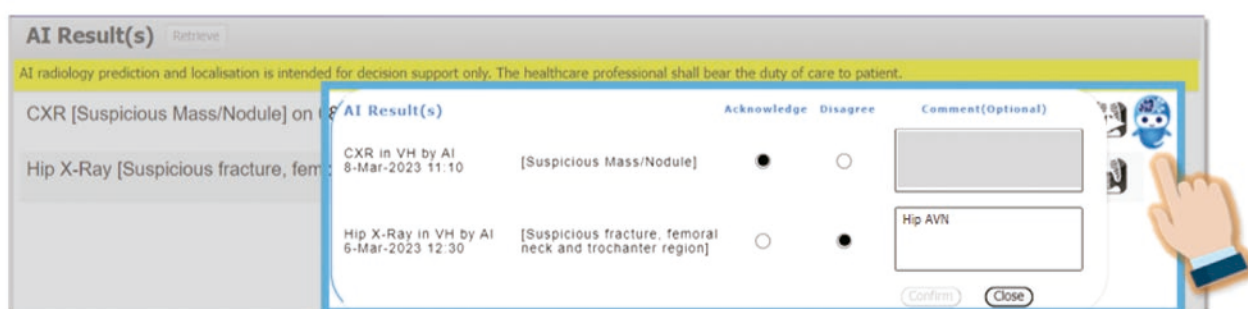 AI Result(s) Retrieve
AI radiology prediction and localisation is intended for decision support only. The healthcare professional shall bear the duty of care to patient.
CXR [Suspicious Mass/Nodule] on
Hip X-Ray [Suspicious fracture,
AI Result(s) Acknowledge Disagree Comment(Optional)
CXR in VH by AI
8-Mar-2023 11:10
[Suspicious Mass/Nodule]
Hip X-Ray in VH by AI
6-Mar-2023 12:30
[Suspicious fracture, femoral
neck and trochanter region]
Hip AVN
Confirm Close